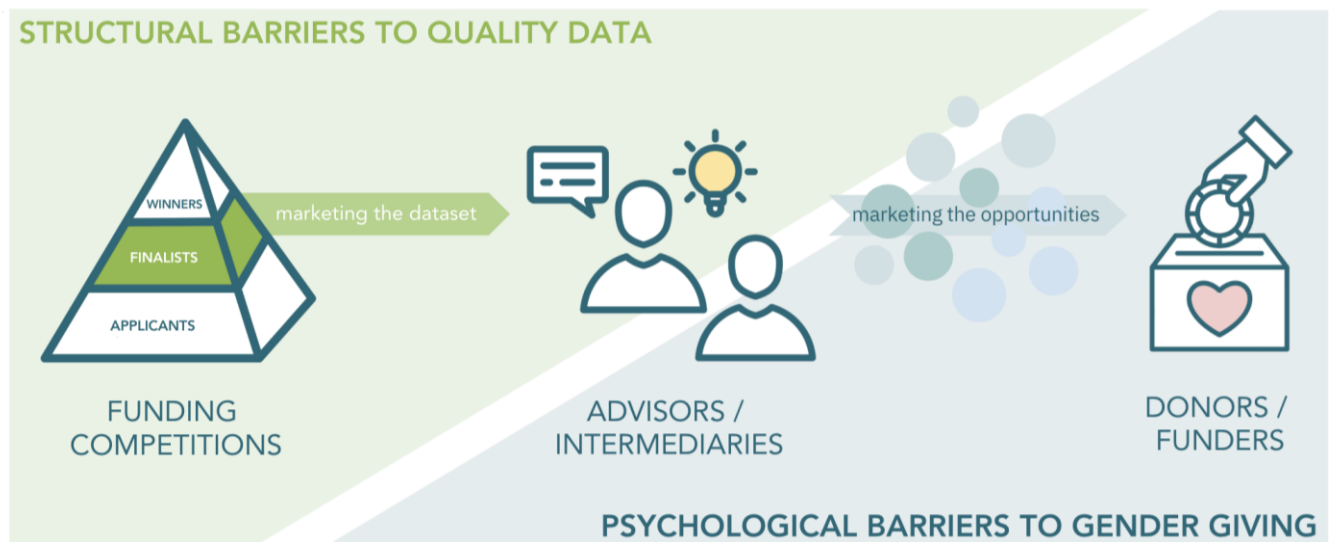 STRUCTURAL BARRIERS TO QUALITY DATA
WINNERS
FINALISTS
APPLICANTS
marketing the dataset
marketing the opportunities
FUNDING
COMPETITIONS
ADVISORS /
INTERMEDIARIES
DONORS /
FUNDERS
PSYCHOLOGICAL BARRIERS TO GENDER GIVING